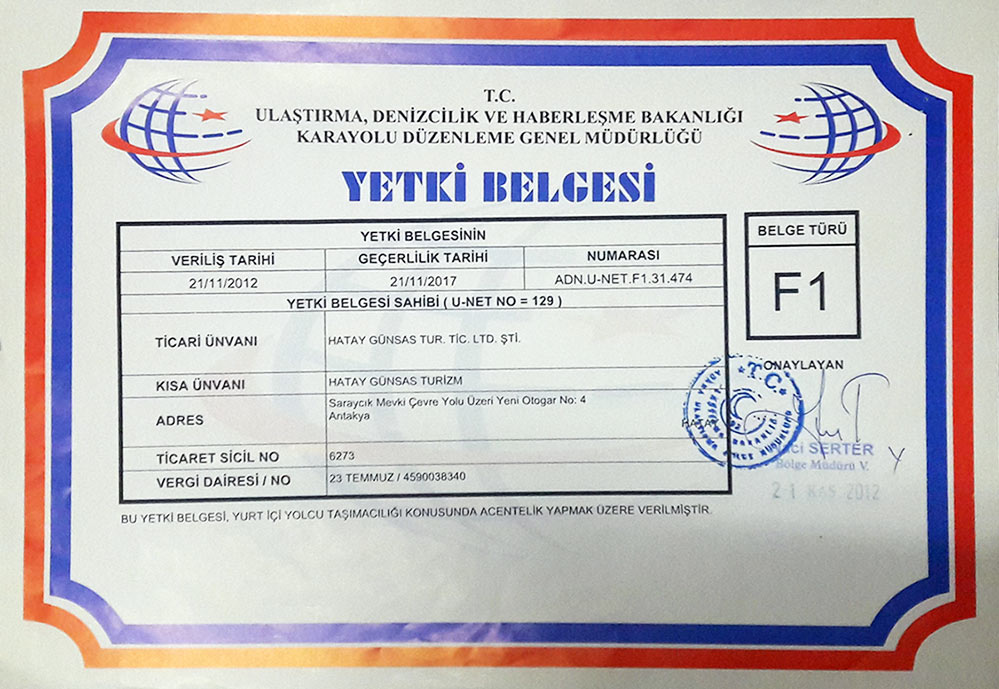 T.C.
ULAŞTIRMA, DENİZCİLİK VE HABERLEŞME BAKANLIĞI
KARAYOLU DÜZENLEME GENEL MÜDÜRLÜĞÜ
YETKİ BELGESİ
YETKİ BELGESİNİN
VERİLİŞ TARİHİ GEÇERLİLİK TARİHİ NUMARASI
21/11/2012 21/11/2017 ADN.U-NET.F1.31.474
YETKİ BELGESİ SAHİBİ ( U-NET NO = 129 )
TİCARİ ÜNVANI HATAY GÜNSAS TUR. TİC. LTD. ŞTİ.
KISA ÜNVANI HATAY GÜNSAS TURİZM
ADRES Saraycık Mevki Çevre Yolu Üzeri Yeni Otogar No: 4
Antakya
HATAY
TİCARET SİCİL NO 6273
VERGİ DAİRESİ / NO 23 TEMMUZ / 4590038340
BU YETKİ BELGESİ, YURT İÇİ YOLCU TAŞIMACILIĞI KONUSUNDA ACENTELİK YAPMAK ÜZERE VERİLMİŞTİR.
BELGE TÜRÜ
F1
ONAYLAYAN
T.C.
SERTER
Bölge Müdürü V.
21 KAS 2012